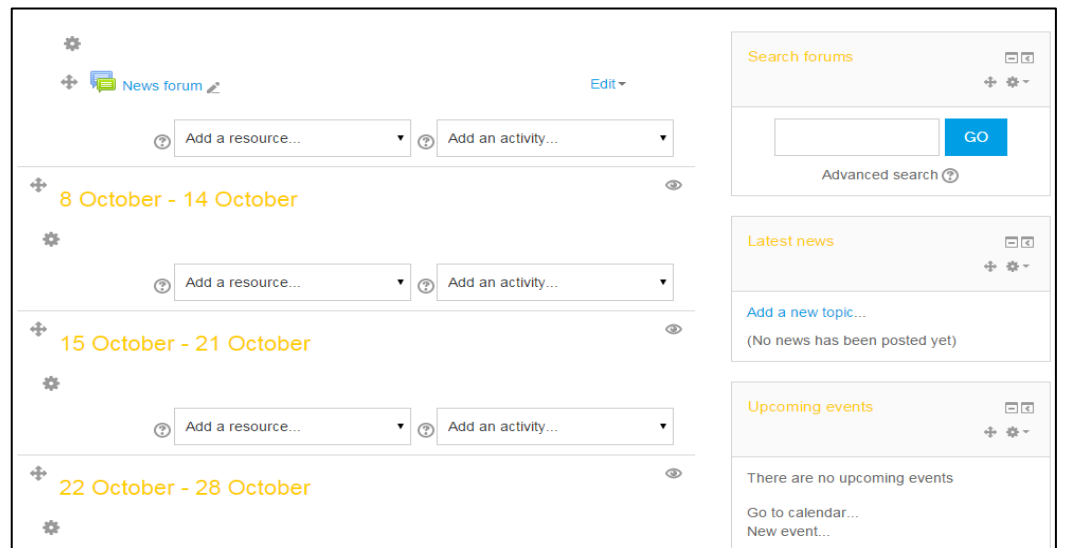 News forum
Edit
Add a resource...
Add an activity...
8 October - 14 October
Add a resource...
Add an activity...
15 October - 21 October
Add a resource...
Add an activity...
22 October - 28 October
Search forums
GO
Advanced search
Latest news
Add a new topic...
(No news has been posted yet)
Upcoming events
There are no upcoming events
Go to calendar...
New event...